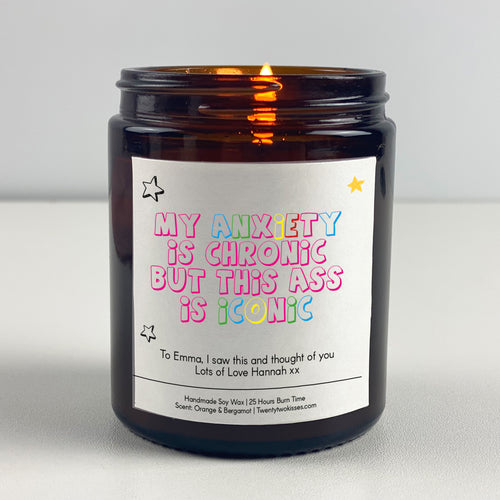 MY ANXiETY
iS CHRONiC
BUT THiS ASS
iS iCONiC
To Emma, I saw this and thought of you
Lots of Love Hannah xx
Handmade Soy Wax | 25 Hours Burn Time
Scent: Orange & Bergamot | Twentytwokisses.com